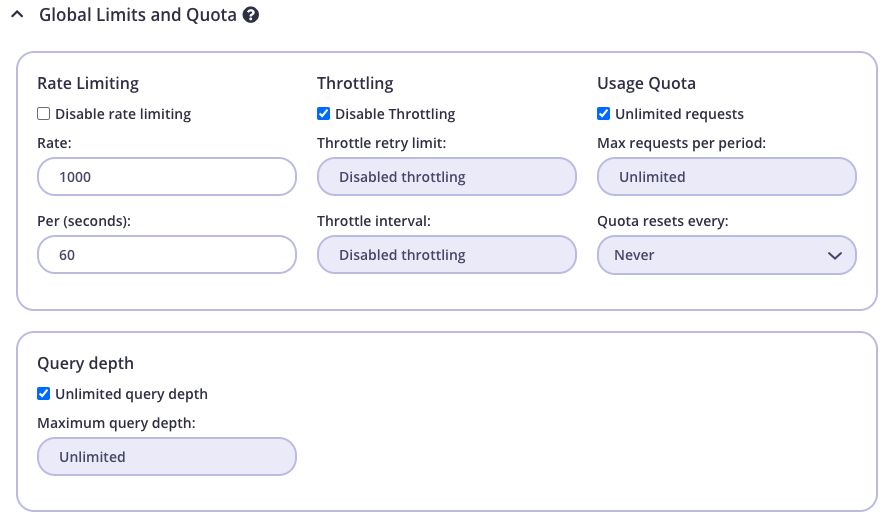 Global Limits and Quota ?
Rate Limiting
Disable rate limiting
Rate:
1000
Per (seconds):
60
Throttling
Disable Throttling
Throttle retry limit:
Disabled throttling
Throttle interval:
Disabled throttling
Usage Quota
Unlimited requests
Max requests per period:
Unlimited
Quota resets every:
Never
Query depth
Unlimited query depth
Maximum query depth:
Unlimited